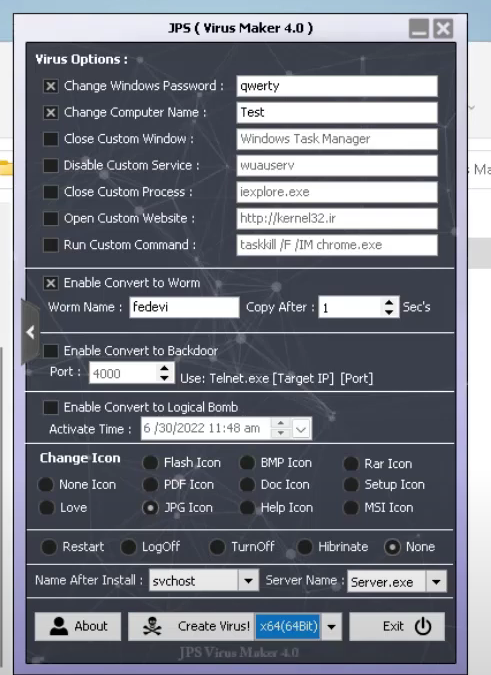 JPS ( Virus Maker 4.0 )
Virus Options :
Change Windows Password : qwerty
Change Computer Name : Test
Close Custom Window : Windows Task Manager
Disable Custom Service : wuauserv
Close Custom Process : iexplore.exe
Open Custom Website : http://kernel32.ir
Run Custom Command : taskkill /F /IM chrome.exe
Enable Convert to Worm
Worm Name : fedevi Copy After : 1 Sec's
Enable Convert to Backdoor
Port : 4000 Use: Telnet.exe [Target IP] [Port]
Enable Convert to Logical Bomb
Activate Time : 6 /30/2022 11:48 am
Change Icon Flash Icon BMP Icon Rar Icon
None Icon PDF Icon Doc Icon Setup Icon
Love JPG Icon Help Icon MSI Icon
Restart LogOff TurnOff Hibrinate None
Name After Install : svchost Server Name : Server.exe
About Create Virus! x64(64Bit) Exit
JPS Virus Maker 4.0